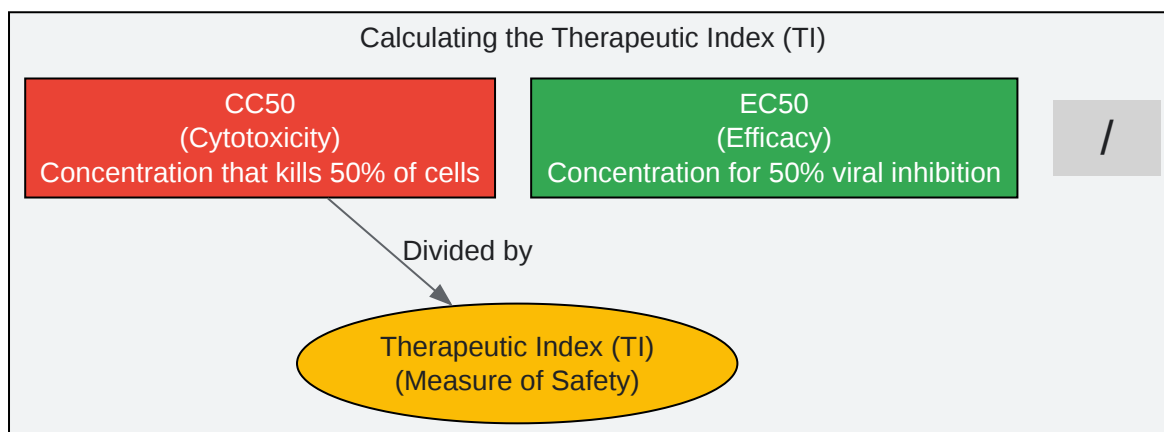 Calculating the Therapeutic Index (TI)
CC50
(Cytotoxicity)
Concentration that kills 50% of cells
EC50
(Efficacy)
Concentration for 50% viral inhibition
/
Divided by
Therapeutic Index (TI)
(Measure of Safety)